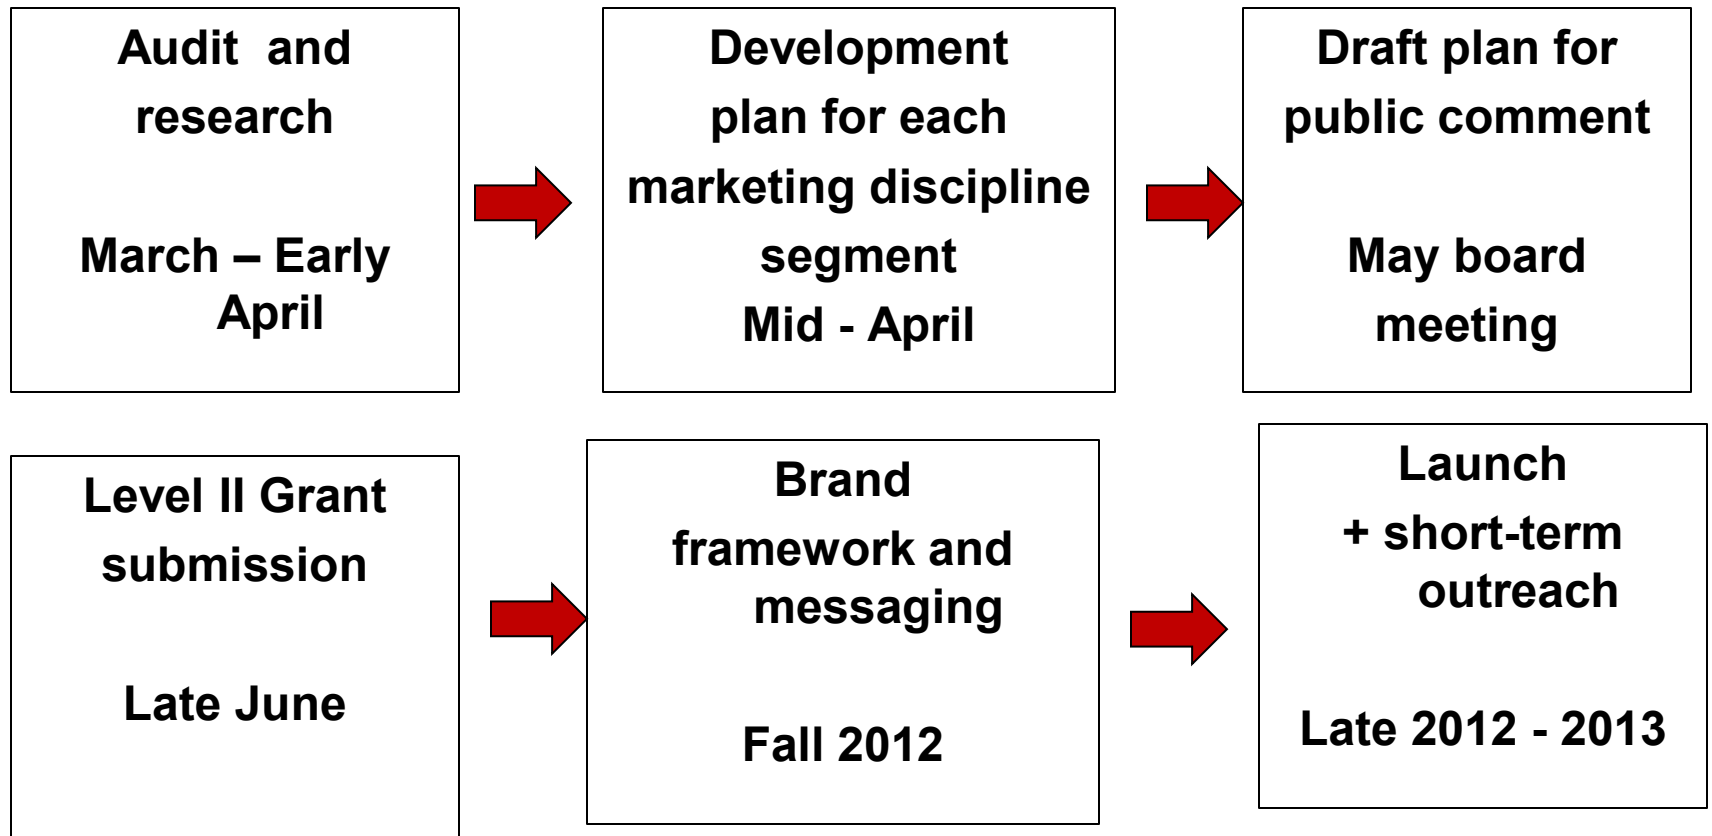 Audit and
research
March – Early
April
Development
plan for each
marketing discipline
segment
Mid - April
Draft plan for
public comment
May board
meeting
Level II Grant
submission
Late June
Brand
framework and
messaging
Fall 2012
Launch
+ short-term
outreach
Late 2012 - 2013